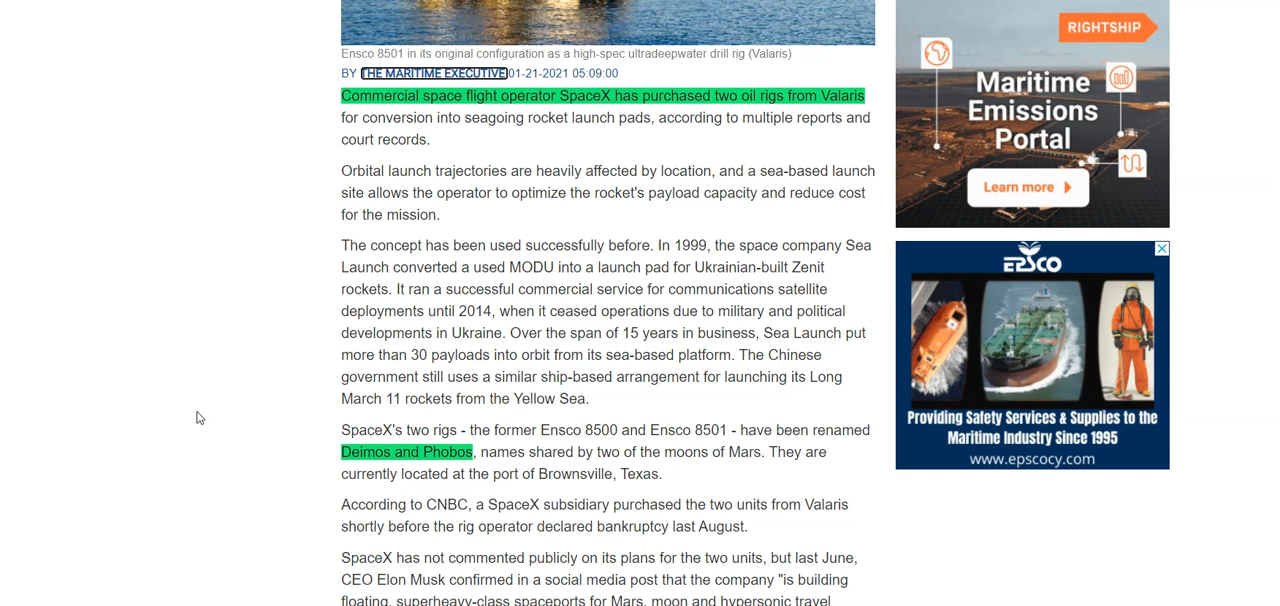 Ensco 8501 in its original configuration as a high-spec ultradeepwater drill rig (Valaris)
BY THE MARITIME EXECUTIVE 01-21-2021 05:09:00
Commercial space flight operator SpaceX has purchased two oil rigs from Valaris
for conversion into seagoing rocket launch pads, according to multiple reports and
court records.
Orbital launch trajectories are heavily affected by location, and a sea-based launch
site allows the operator to optimize the rocket's payload capacity and reduce cost
for the mission.
The concept has been used successfully before. In 1999, the space company Sea
Launch converted a used MODU into a launch pad for Ukrainian-built Zenit
rockets. It ran a successful commercial service for communications satellite
deployments until 2014, when it ceased operations due to military and political
developments in Ukraine. Over the span of 15 years in business, Sea Launch put
more than 30 payloads into orbit from its sea-based platform. The Chinese
government still uses a similar ship-based arrangement for launching its Long
March 11 rockets from the Yellow Sea.
SpaceX's two rigs - the former Ensco 8500 and Ensco 8501 - have been renamed
Deimos and Phobos, names shared by two of the moons of Mars. They are
currently located at the port of Brownsville, Texas.
According to CNBC, a SpaceX subsidiary purchased the two units from Valaris
shortly before the rig operator declared bankruptcy last August.
SpaceX has not commented publicly on its plans for the two units, but last June,
CEO Elon Musk confirmed in a social media post that the company "is building
floating, superheavy-class spaceports for Mars, moon and hypersonic travel
RIGHTSHIP
Maritime
Emissions
Portal
Learn more
EPSCO
Providing Safety Services & Supplies to the
Maritime Industry Since 1995
www.epscocy.com